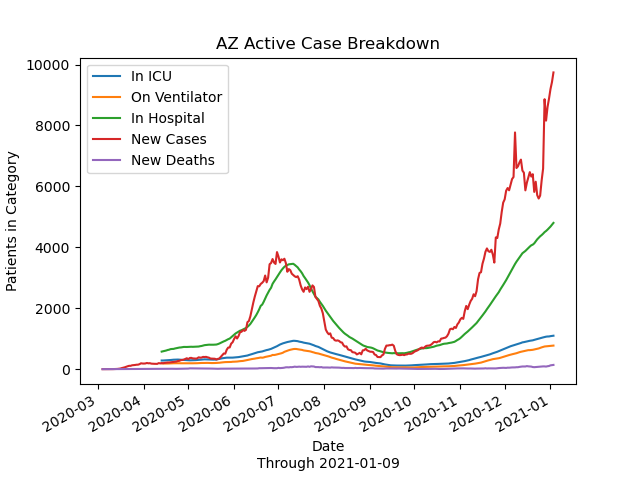 AZ Active Case Breakdown
In ICU
On Ventilator
In Hospital
New Cases
New Deaths
Patients in Category
10000
8000
6000
4000
2000
0
2020-03
2020-04
2020-05
2020-06
2020-07
2020-08
2020-09
2020-10
2020-11
2020-12
2021-01
Date
Through 2021-01-09